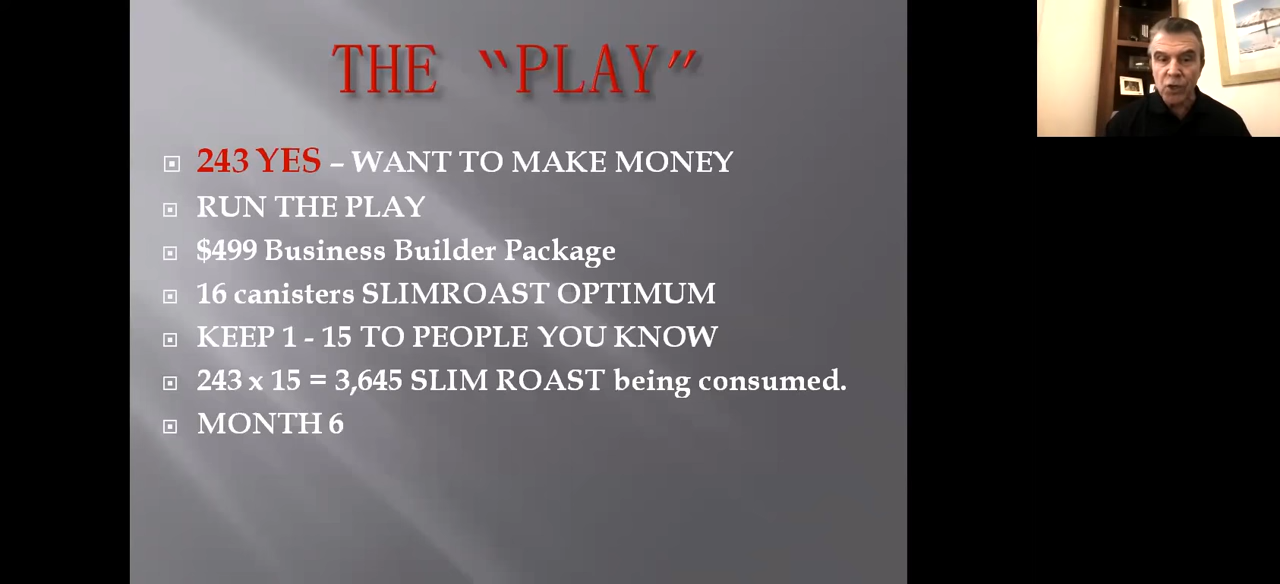 THE "PLAY"
243 YES – WANT TO MAKE MONEY
RUN THE PLAY
$499 Business Builder Package
16 canisters SLIMROAST OPTIMUM
KEEP 1 - 15 TO PEOPLE YOU KNOW
243 x 15 = 3,645 SLIM ROAST being consumed.
MONTH 6